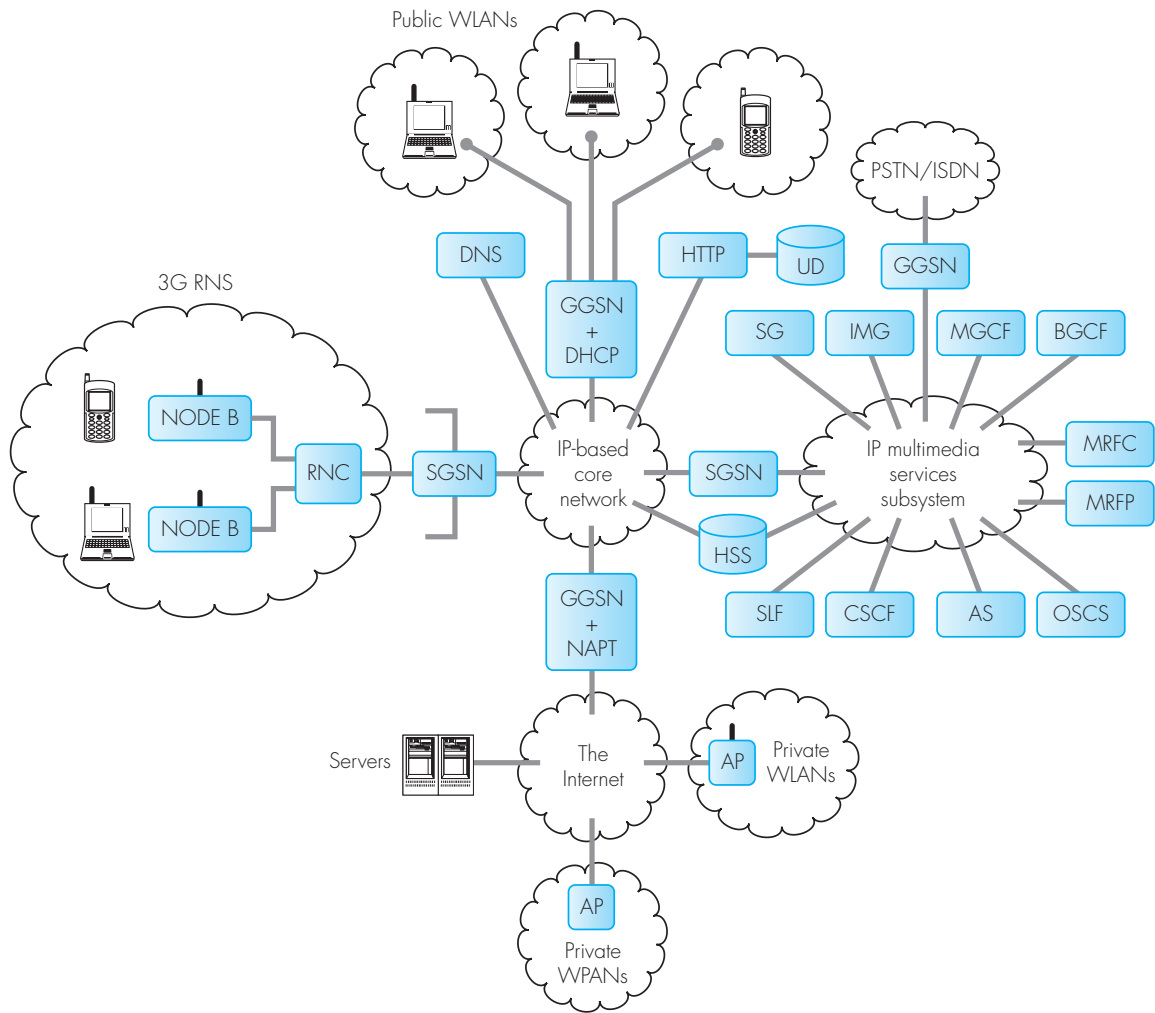 Public WLANs
PSTN/ISDN
DNS
HTTP
UD
GGSN
3G RNS
GGSN
+
DHCP
SG
IMG
MGCF
BGCF
NODE B
RNC
SGSN
IP-based
core
network
SGSN
IP multimedia
services
subsystem
MRFC
MRFP
NODE B
HSS
GGSN
+
NAPT
SLF
CSCF
AS
OSCS
Servers
The
Internet
AP
Private
WLANs
AP
Private
WPANs